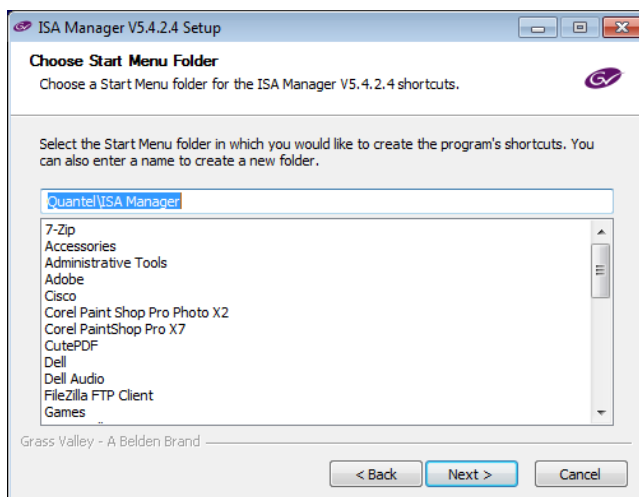 ISA Manager V5.4.2.4 Setup
Choose Start Menu Folder
Choose a Start Menu folder for the ISA Manager V5.4.2.4 shortcuts.
GV
Select the Start Menu folder in which you would like to create the program's shortcuts. You
can also enter a name to create a new folder.
Quantel\ISA Manager
7-Zip
Accessories
Administrative Tools
Adobe
Cisco
Corel Paint Shop Pro Photo X2
Corel PaintShop Pro X7
CutePDF
Dell
Dell Audio
FileZilla FTP Client
Games
Grass Valley - A Belden Brand
< Back
Next >
Cancel